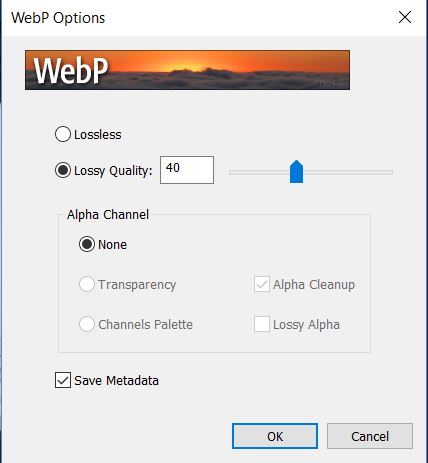 WebP Options
WebP
Lossless
Lossy Quality: 40
Alpha Channel
None
Transparency
Alpha Cleanup
Channels Palette
Lossy Alpha
Save Metadata
OK
Cancel